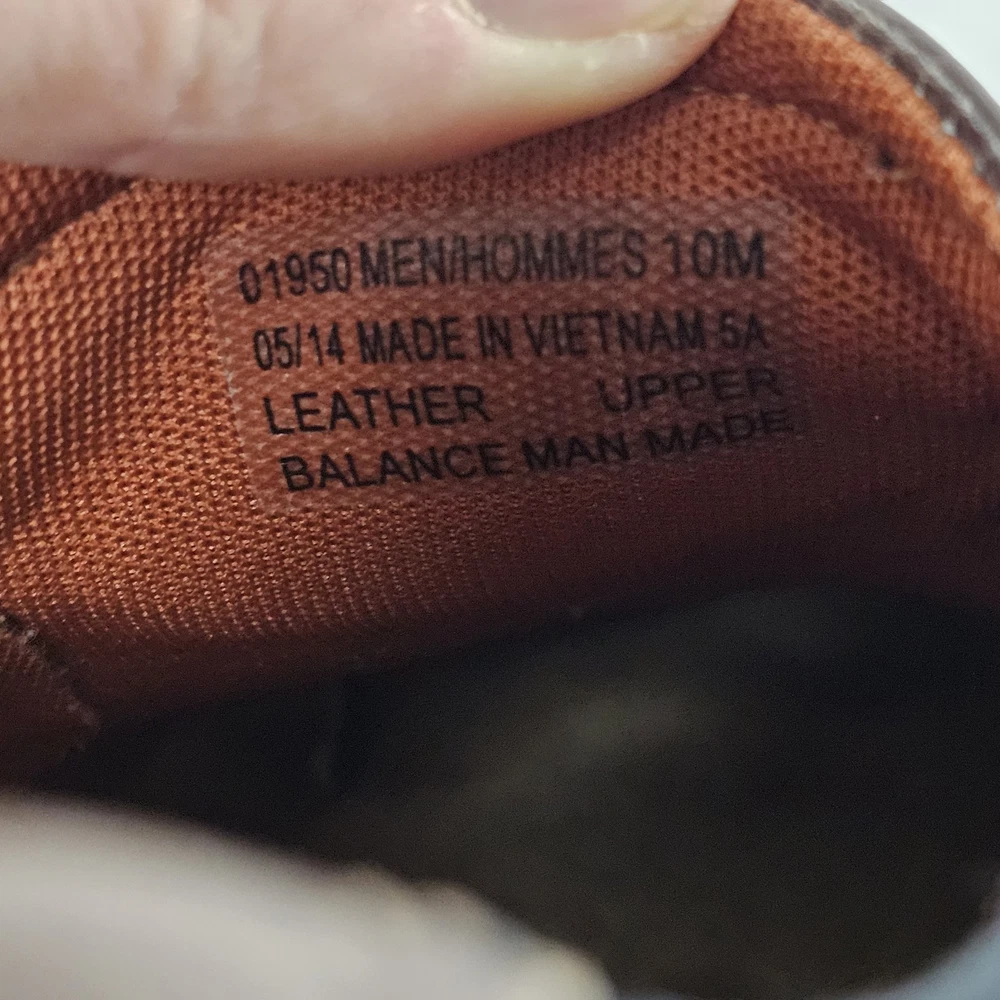 01950 MEN/HOMMES 10M
05/14 MADE IN VIETNAM 5A
LEATHER UPPER
BALANCE MAN MADE